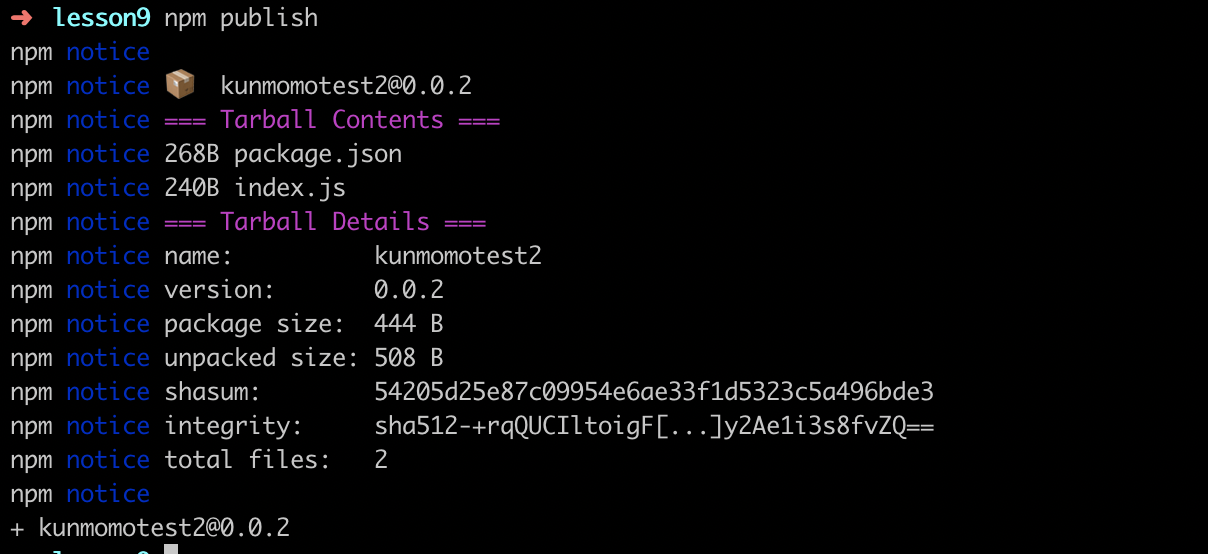 ➜ lesson9 npm publish
npm notice
npm notice 📦 kunmomotest2@0.0.2
npm notice === Tarball Contents ===
npm notice 268B package.json
npm notice 240B index.js
npm notice === Tarball Details ===
npm notice name: kunmomotest2
npm notice version: 0.0.2
npm notice package size: 444 B
npm notice unpacked size: 508 B
npm notice shasum: 54205d25e87c09954e6ae33f1d5323c5a496bde3
npm notice integrity: sha512-+rqQUCIltoigF[...]y2Ae1i3s8fvZQ==
npm notice total files: 2
npm notice
+ kunmomotest2@0.0.2
lesson9